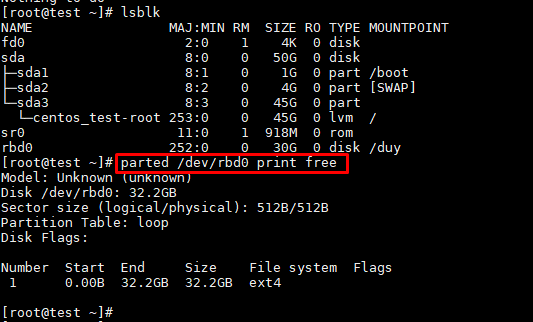 Nothing to do
[root@test ~]# lsblk
NAME                 MAJ:MIN RM  SIZE RO TYPE MOUNTPOINT
fd0                    2:0    1    4K  0 disk
sda                    8:0    0   50G  0 disk
├─sda1                 8:1    0    1G  0 part /boot
├─sda2                 8:2    0    4G  0 part [SWAP]
└─sda3                 8:3    0   45G  0 part
  └─centos_test-root 253:0    0   45G  0 lvm  /
sr0                   11:0    1  918M  0 rom
rbd0                 252:0    0   30G  0 disk /duy
[root@test ~]# parted /dev/rbd0 print free
Model: Unknown (unknown)
Disk /dev/rbd0: 32.2GB
Sector size (logical/physical): 512B/512B
Partition Table: loop
Disk Flags:
Number  Start  End     Size    File system  Flags
 1      0.00B  32.2GB  32.2GB  ext4
[root@test ~]#